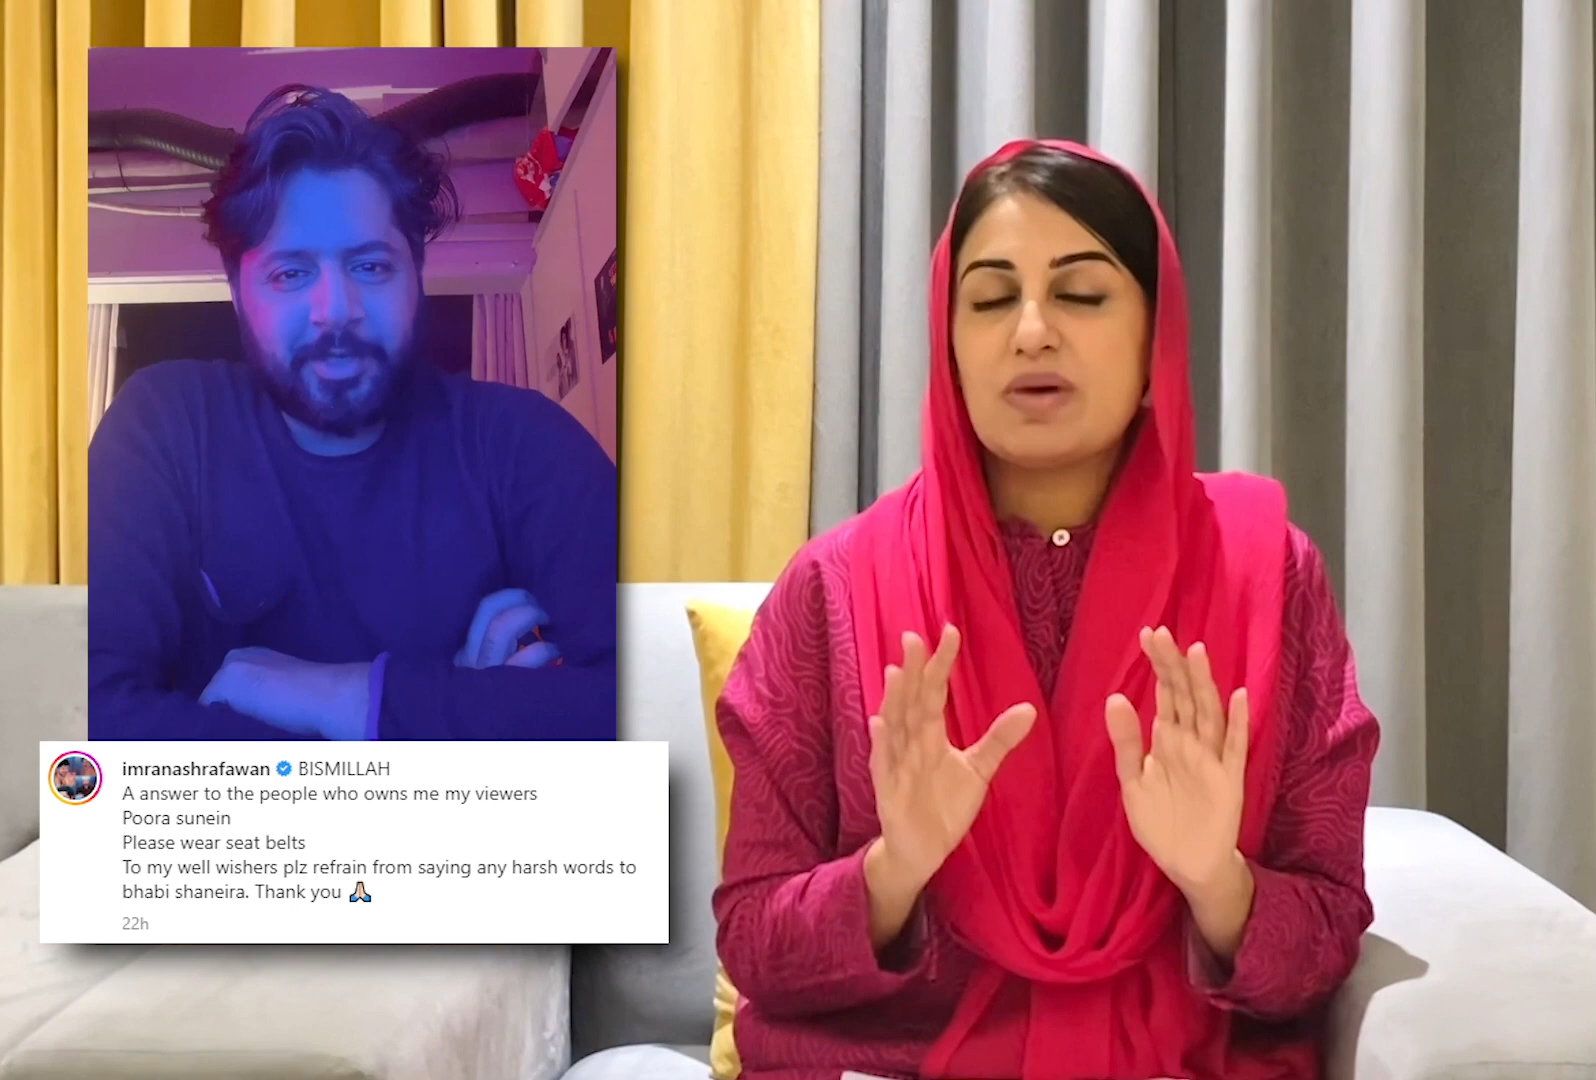 imranashrafawan BISMILLAH
A answer to the people who owns me my viewers
Poora sunein
Please wear seat belts
To my well wishers plz refrain from saying any harsh words to
bhabi shaneira. Thank you 🙏🏻
22h